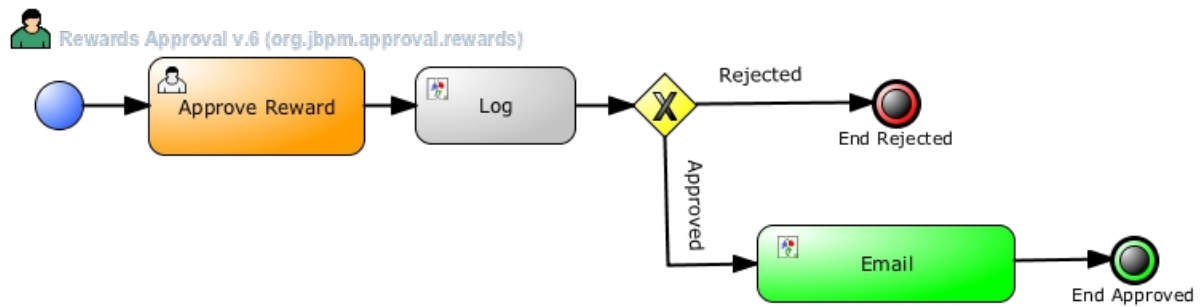 Rewards Approval v.6 (org.jbpm.approval.rewards)
Approve Reward
Log
Rejected
End Rejected
Approved
Email
End Approved